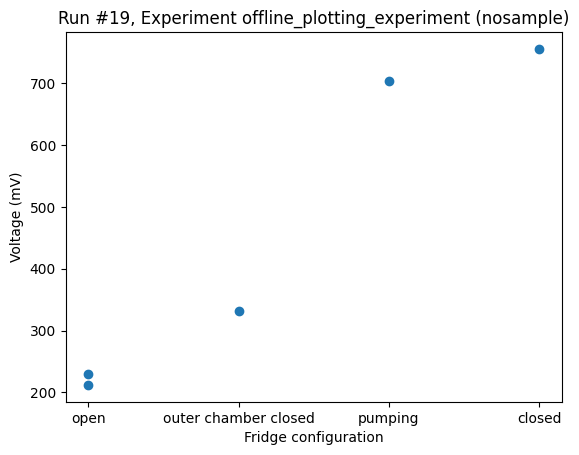 Run #19, Experiment offline_plotting_experiment (nosample)
Voltage (mV)
700
600
500
400
300
200
open
outer chamber closed
pumping
closed
Fridge configuration